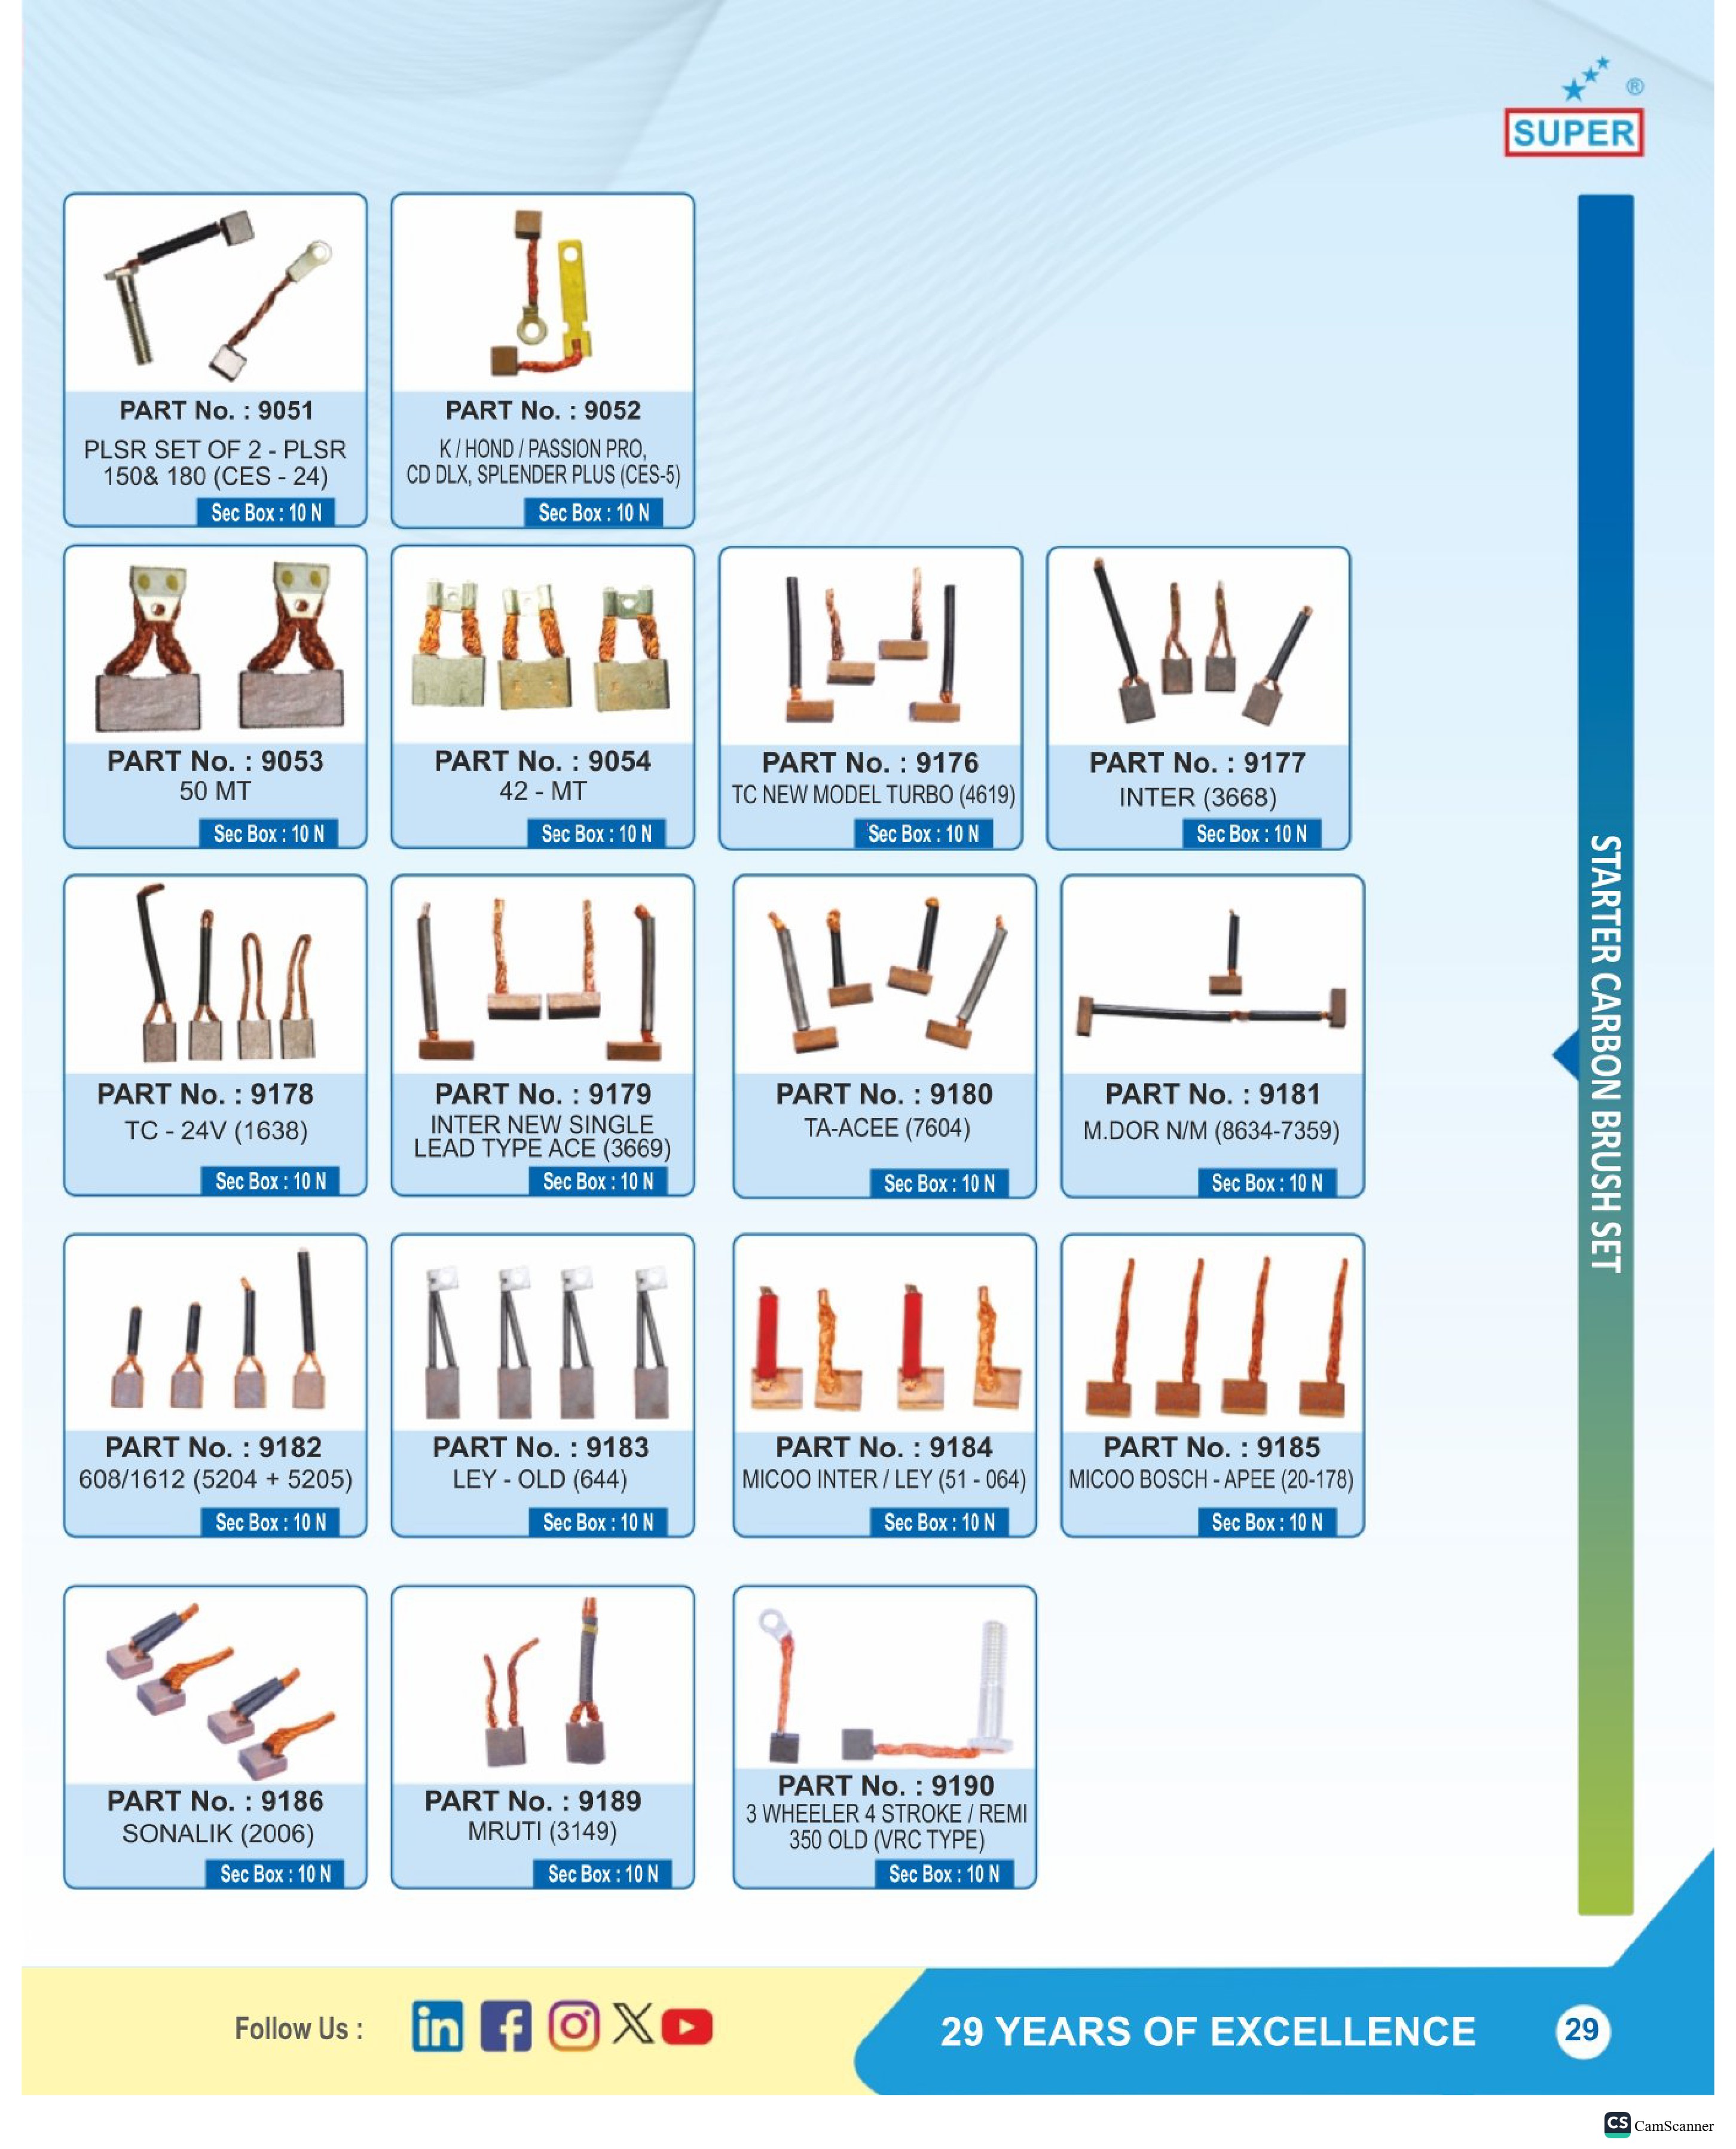 ®
SUPER
PART No. : 9051
PLSR SET OF 2 - PLSR
150& 180 (CES - 24)
Sec Box : 10 N
PART No. : 9052
K / HOND / PASSION PRO,
CD DLX, SPLENDER PLUS (CES-5)
Sec Box : 10 N
PART No. : 9053
50 MT
Sec Box : 10 N
PART No. : 9054
42 - MT
Sec Box : 10 N
PART No. : 9176
TC NEW MODEL TURBO (4619)
Sec Box : 10 N
PART No. : 9177
INTER (3668)
Sec Box : 10 N
PART No. : 9178
TC - 24V (1638)
Sec Box : 10 N
PART No. : 9179
INTER NEW SINGLE
LEAD TYPE ACE (3669)
Sec Box : 10 N
PART No. : 9180
TA-ACEE (7604)
Sec Box : 10 N
PART No. : 9181
M.DOR N/M (8634-7359)
Sec Box : 10 N
PART No. : 9182
608/1612 (5204 + 5205)
Sec Box : 10 N
PART No. : 9183
LEY - OLD (644)
Sec Box : 10 N
PART No. : 9184
MICOO INTER / LEY (51 - 064)
Sec Box : 10 N
PART No. : 9185
MICOO BOSCH - APEE (20-178)
Sec Box : 10 N
PART No. : 9186
SONALIK (2006)
Sec Box : 10 N
PART No. : 9189
MRUTI (3149)
Sec Box : 10 N
PART No. : 9190
3 WHEELER 4 STROKE / REMI
350 OLD (VRC TYPE)
Sec Box : 10 N
STARTER CARBON BRUSH SET
Follow Us :
29 YEARS OF EXCELLENCE
29
CS CamScanner